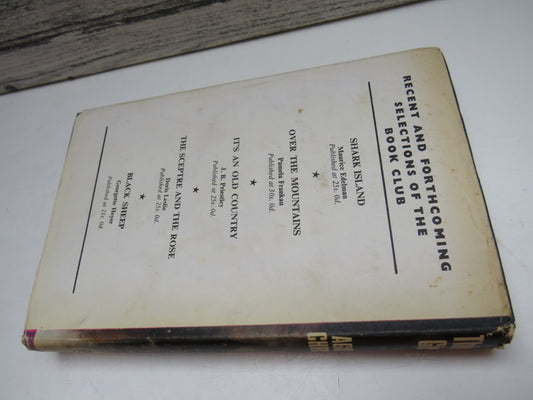 RECENT AND FORTHCOMING
SELECTIONS OF THE
BOOK CLUB
SHARK ISLAND
Maurice Edelman
Published at 25s. 0d.
★
OVER THE MOUNTAINS
Pamela Frankau
Published at 30s. 0d.
★
IT'S AN OLD COUNTRY
J. B. Priestley
Published at 25s. 0d.
★
THE SCEPTRE AND THE ROSE
Doris Leslie
Published at 25s. 0d.
★
BLACK SHEEP
Georgette Heyer
Published at 21s. 0d.